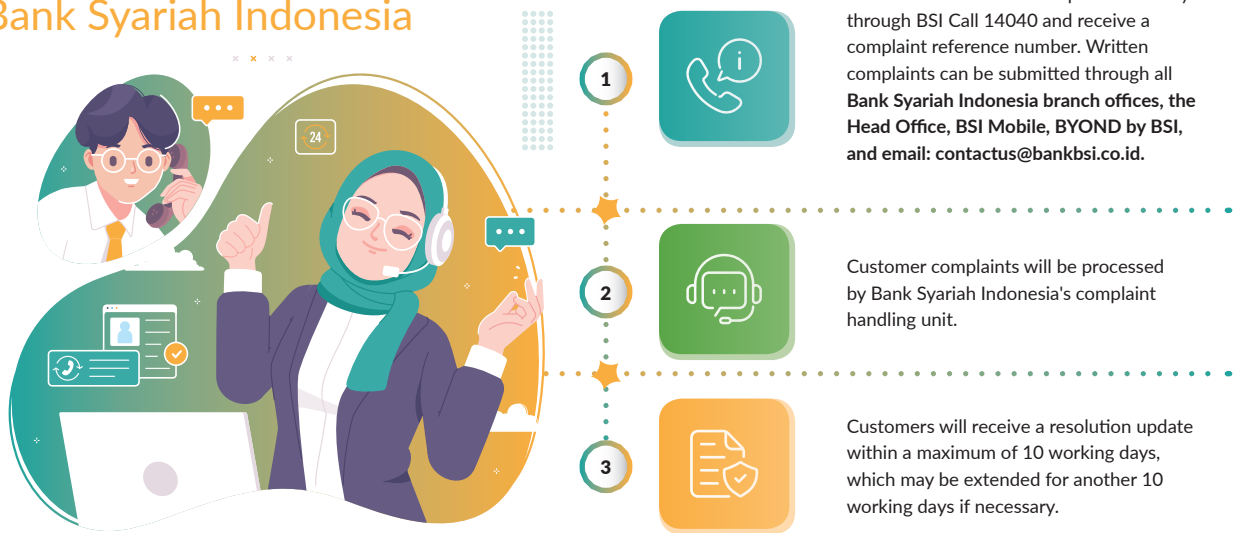 Bank Syariah Indonesia
24
1
through BSI Call 14040 and receive a
complaint reference number. Written
complaints can be submitted through all
Bank Syariah Indonesia branch offices, the
Head Office, BSI Mobile, BYOND by BSI,
and email: contactus@bankbsi.co.id.
2
Customer complaints will be processed
by Bank Syariah Indonesia's complaint
handling unit.
3
Customers will receive a resolution update
within a maximum of 10 working days,
which may be extended for another 10
working days if necessary.